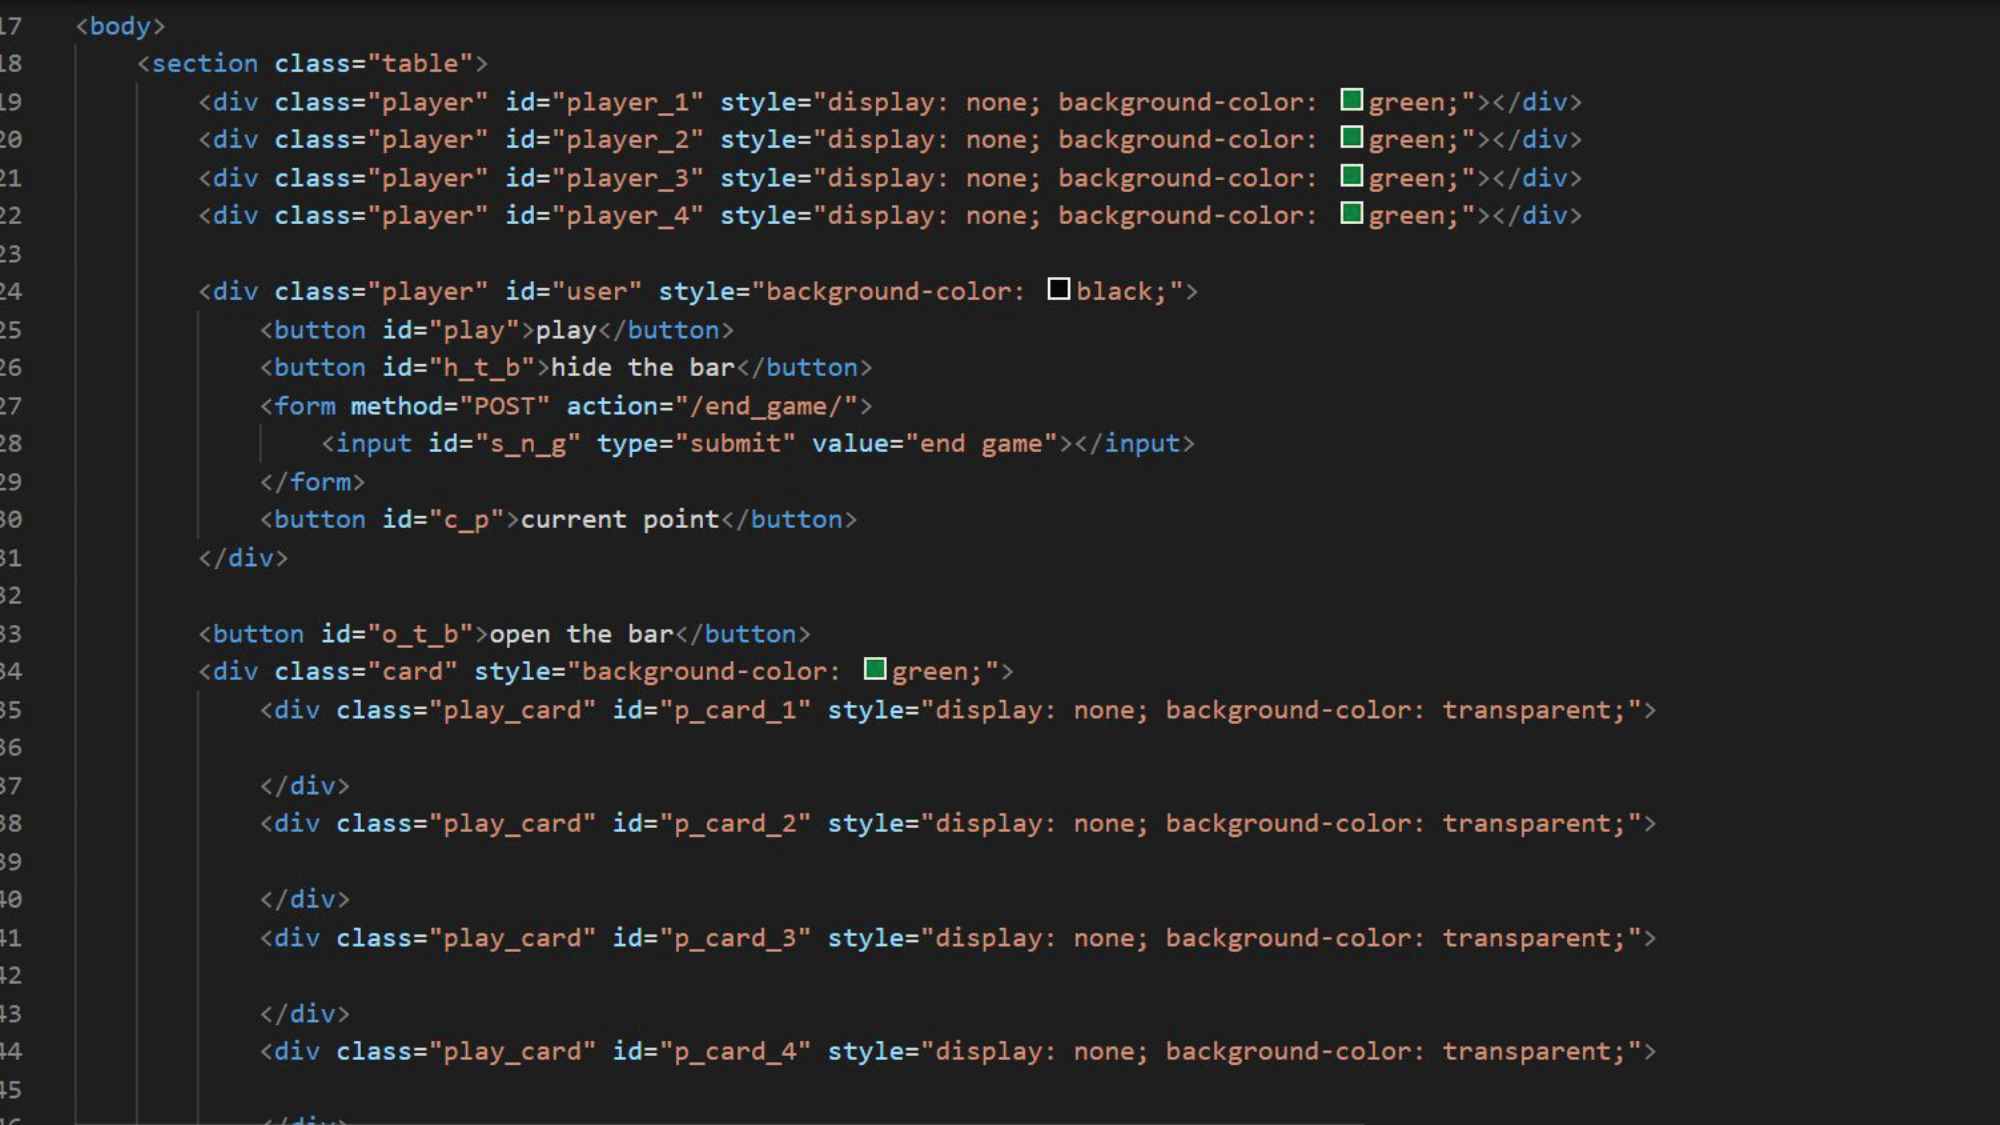 17 <body>
18 <section class="table">
19 <div class="player" id="player_1" style="display: none; background-color: green;"></div>
20 <div class="player" id="player_2" style="display: none; background-color: green;"></div>
21 <div class="player" id="player_3" style="display: none; background-color: green;"></div>
22 <div class="player" id="player_4" style="display: none; background-color: green;"></div>
23
24 <div class="player" id="user" style="background-color: black;">
25 <button id="play">play</button>
26 <button id="h_t_b">hide the bar</button>
27 <form method="POST" action="/end_game/">
28 <input id="s_n_g" type="submit" value="end game"></input>
29 </form>
30 <button id="c_p">current point</button>
31 </div>
32
33 <button id="o_t_b">open the bar</button>
34 <div class="card" style="background-color: green;">
35 <div class="play_card" id="p_card_1" style="display: none; background-color: transparent;">
36
37 </div>
38 <div class="play_card" id="p_card_2" style="display: none; background-color: transparent;">
39
40 </div>
41 <div class="play_card" id="p_card_3" style="display: none; background-color: transparent;">
42
43 </div>
44 <div class="play_card" id="p_card_4" style="display: none; background-color: transparent;">
45
46 </div>